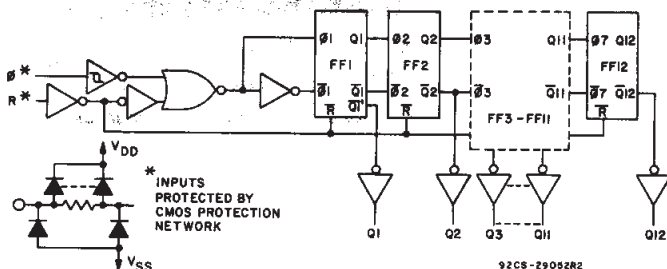 Ø1 Q1 Ø2 Q2 Ø3 Q11 Ø7 Q12
FF1 FF2 FF12
Ø *
R *
Ø̅1 Q̅1 Ø̅2 Q̅2 Ø̅3 Q̅11 Ø̅7 Q̅12
R̅ Q̅1' R̅ R̅
FF3-FF11
VDD
* INPUTS
PROTECTED BY
CMOS PROTECTION
NETWORK
VSS
Q1 Q2 Q3 Q11 Q12
92CS-29052R2